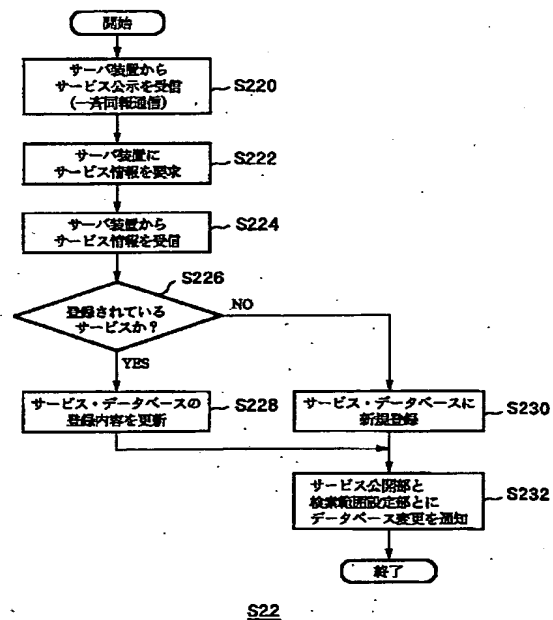 開始
サーバ装置から
サービス公示を受信
(一斉同報通信)
S220
サーバ装置に
サービス情報を要求
S222
サーバ装置から
サービス情報を受信
S224
S226
登録されている
サービスか？
NO
YES
サービス・データベースの
登録内容を更新
S228
サービス・データベースに
新規登録
S230
サービス公開部と
検索範囲設定部とに
データベース変更を通知
S232
終了
S22